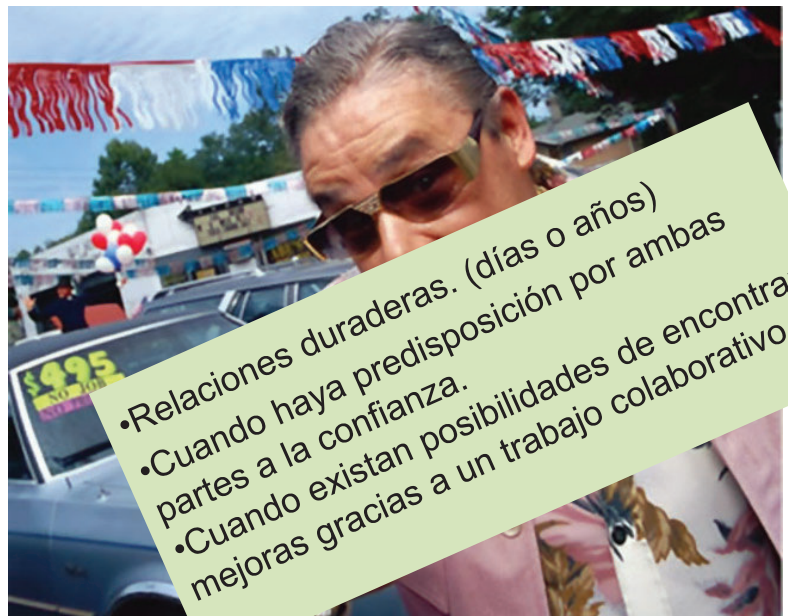 $495
NO JOB
•Relaciones duraderas. (días o años)
•Cuando haya predisposición por ambas
partes a la confianza.
•Cuando existan posibilidades de encontra
mejoras gracias a un trabajo colaborativo